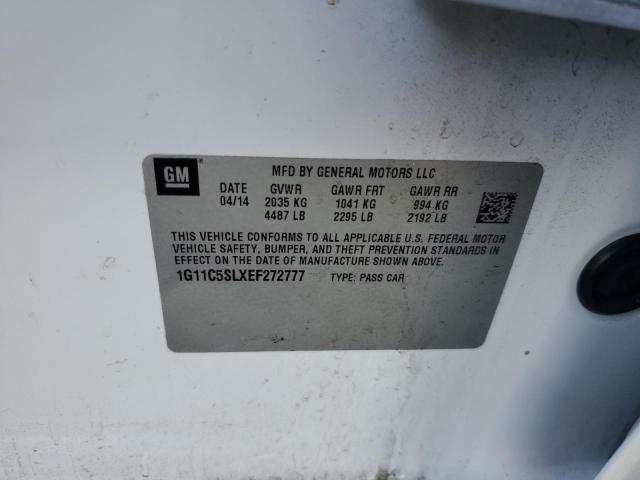 GM ® MFD BY GENERAL MOTORS LLC
DATE GVWR GAWR FRT GAWR RR
04/14 2035 KG 1041 KG 994 KG
4487 LB 2295 LB 2192 LB
THIS VEHICLE CONFORMS TO ALL APPLICABLE U.S. FEDERAL MOTOR
VEHICLE SAFETY, BUMPER, AND THEFT PREVENTION STANDARDS IN
EFFECT ON THE DATE OF MANUFACTURE SHOWN ABOVE.
1G11C5SLXEF272777 TYPE: PASS CAR